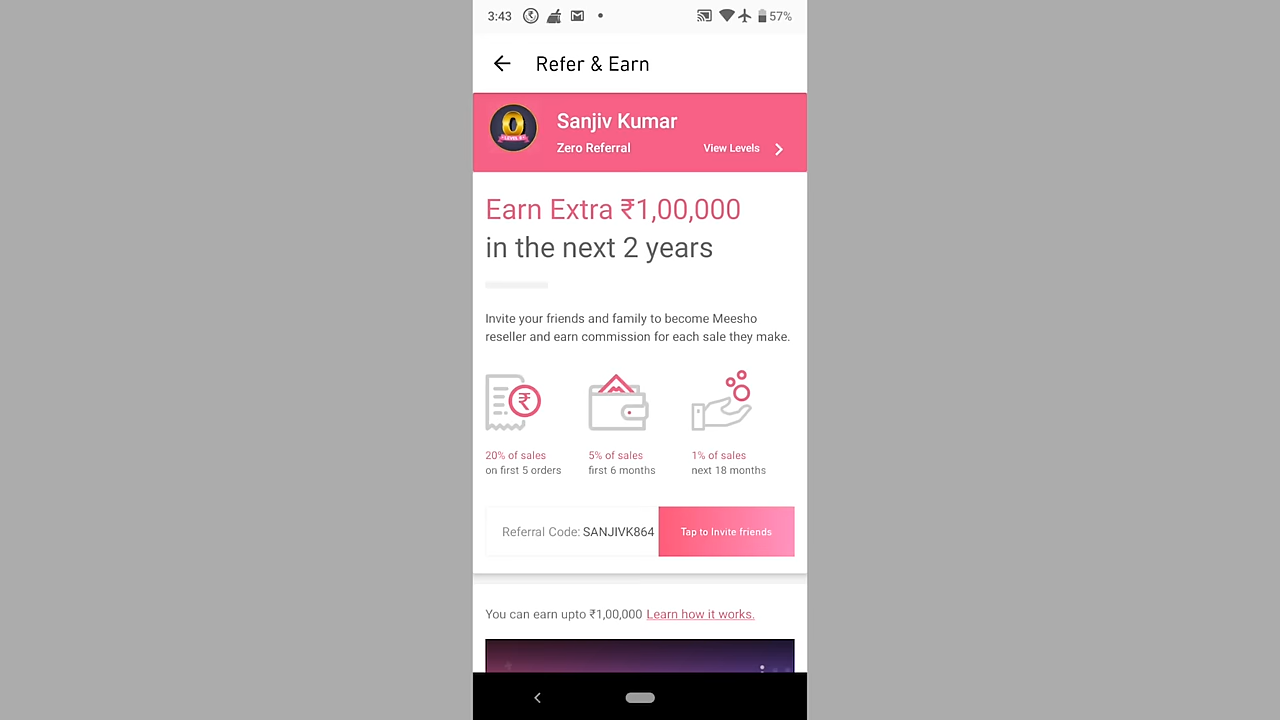 3:43
57%
Refer & Earn
0
LEVEL 0
Sanjiv Kumar
Zero Referral
View Levels
Earn Extra ₹1,00,000
in the next 2 years
Invite your friends and family to become Meesho
reseller and earn commission for each sale they make.
₹
20% of sales
on first 5 orders
5% of sales
first 6 months
1% of sales
next 18 months
Referral Code: SANJIVK864
Tap to Invite friends
You can earn upto ₹1,00,000 Learn how it works.